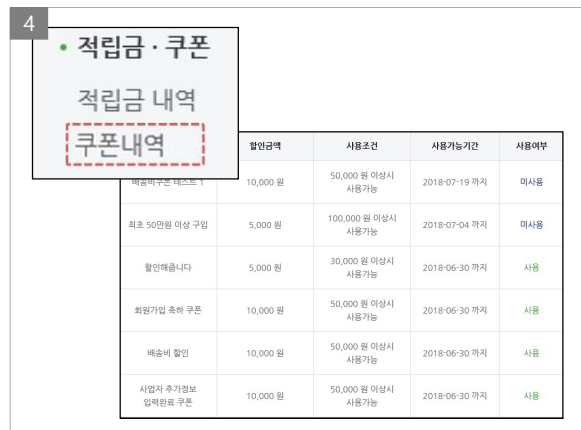 4
• 적립금 · 쿠폰
적립금 내역
쿠폰내역
할인금액 사용조건 사용가능기간 사용여부
배송비쿠폰 테스트 1 10,000 원 50,000 원 이상시 사용가능 2018-07-19 까지 미사용
최초 50만원 이상 구입 5,000 원 100,000 원 이상시 사용가능 2018-07-04 까지 미사용
할인해줍니다 5,000 원 30,000 원 이상시 사용가능 2018-06-30 까지 사용
회원가입 축하 쿠폰 10,000 원 50,000 원 이상시 사용가능 2018-06-30 까지 사용
배송비 할인 10,000 원 50,000 원 이상시 사용가능 2018-06-30 까지 사용
사업자 추가정보 입력완료 쿠폰 10,000 원 50,000 원 이상시 사용가능 2018-06-30 까지 사용